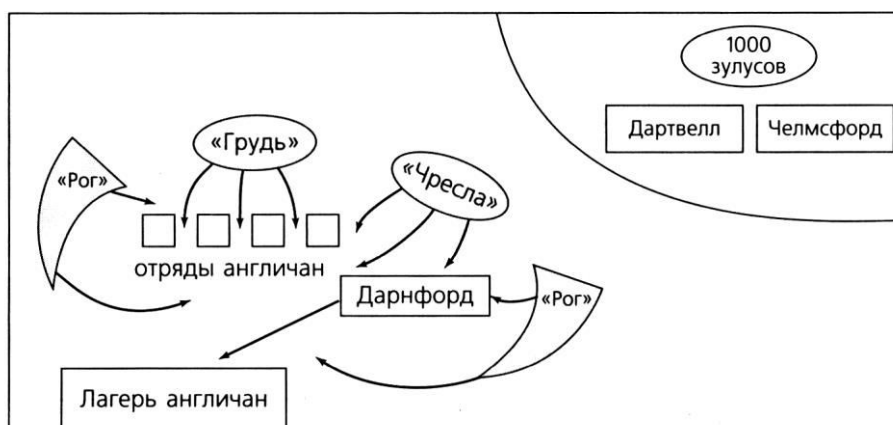 1000
зулусов
Дартвелл
Челмсфорд
«Грудь»
«Чресла»
«Рог»
отряды англичан
Дарнфорд
«Рог»
Лагерь англичан